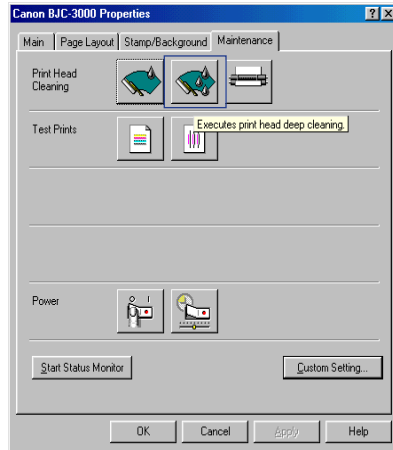 Canon BJC-3000 Properties
Main Page Layout Stamp/Background Maintenance
Print Head
Cleaning
Executes print head deep cleaning.
Test Prints
Power
Start Status Monitor Custom Setting...
OK Cancel Apply Help